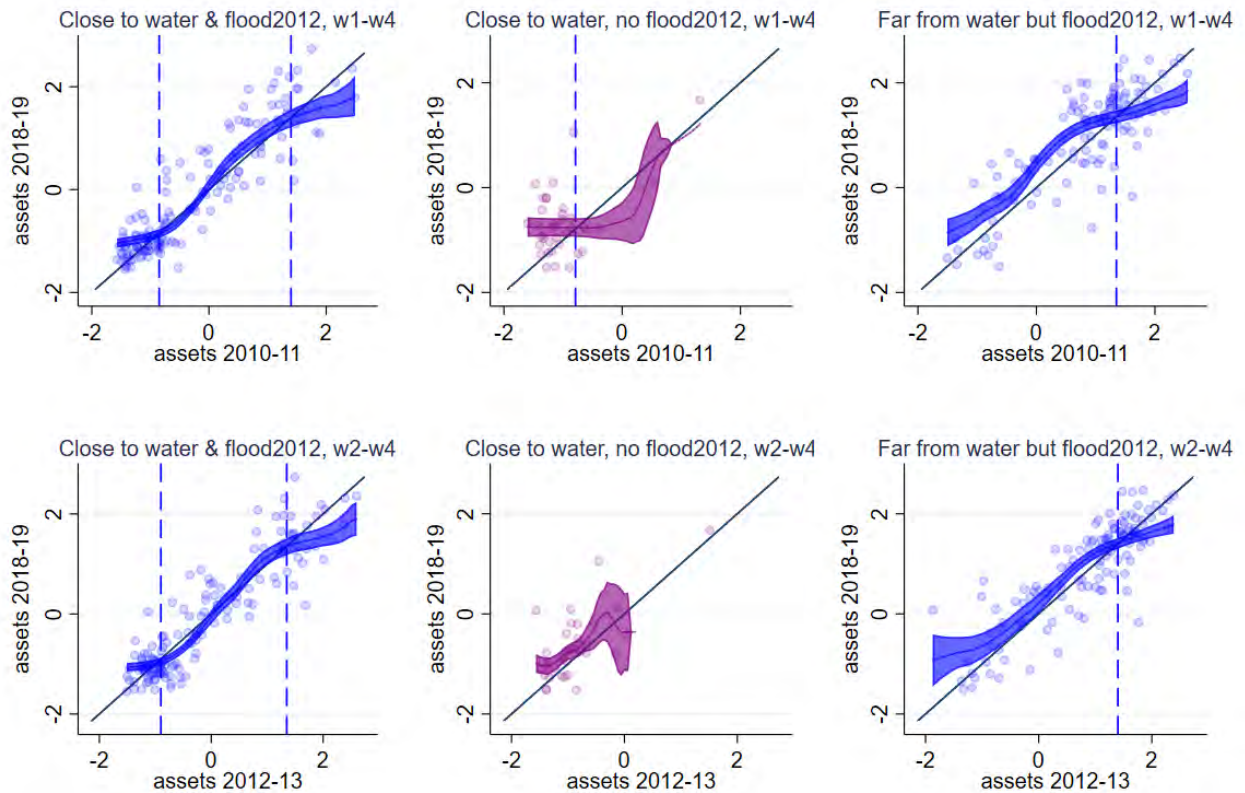 Close to water & flood2012, w1-w4
Close to water, no flood2012, w1-w4
Far from water but flood2012, w1-w4
assets 2018-19
2
0
-2
-2
0
2
assets 2010-11
assets 2018-19
2
0
-2
-2
0
2
assets 2010-11
assets 2018-19
2
0
-2
-2
0
2
assets 2010-11
Close to water & flood2012, w2-w4
Close to water, no flood2012, w2-w4
Far from water but flood2012, w2-w4
assets 2018-19
2
0
-2
-2
0
2
assets 2012-13
assets 2018-19
2
0
-2
-2
0
2
assets 2012-13
assets 2018-19
2
0
-2
-2
0
2
assets 2012-13